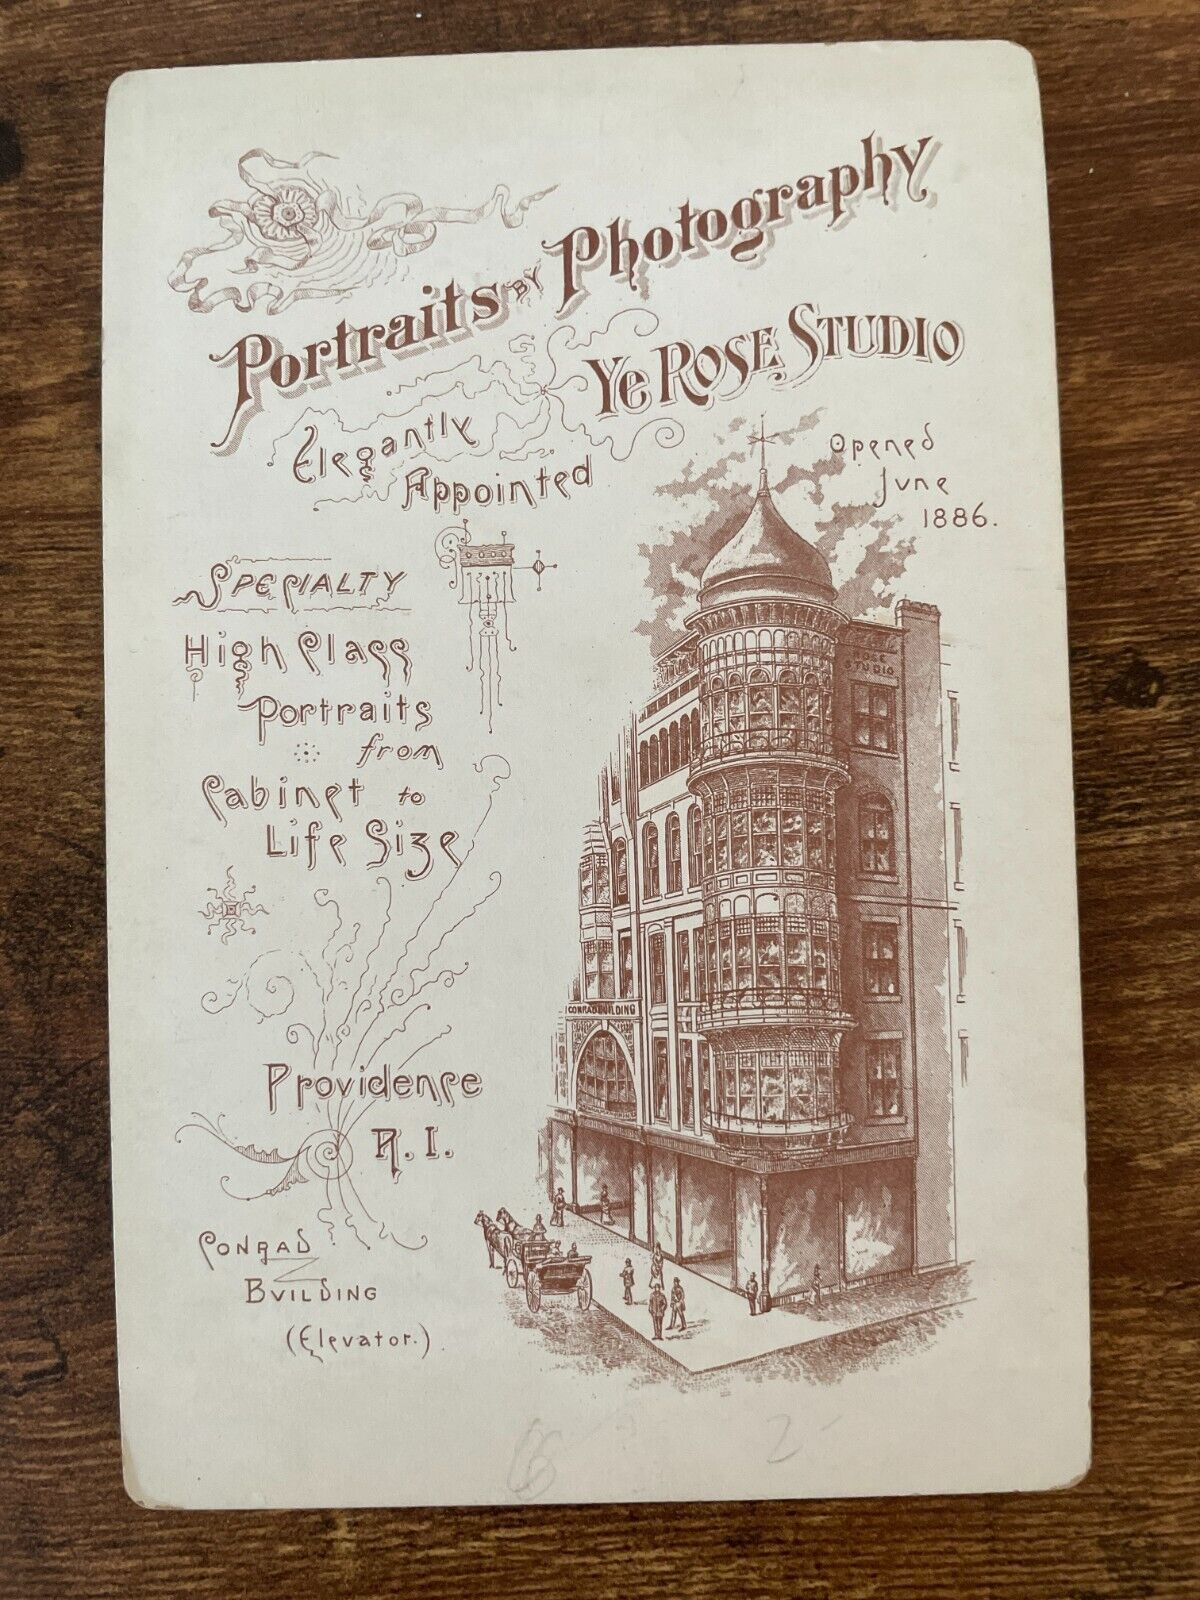 Portraits by Photography
Ye Rose Studio
Elegantly
Appointed
Opened
June
1886.
Specialty
High Class
Portraits
from
Cabinet to
Life Size
ROSE
STUDIO
CONRAD BUILDING
Providence
R. I.
Conrad
Building
(Elevator.)
2-